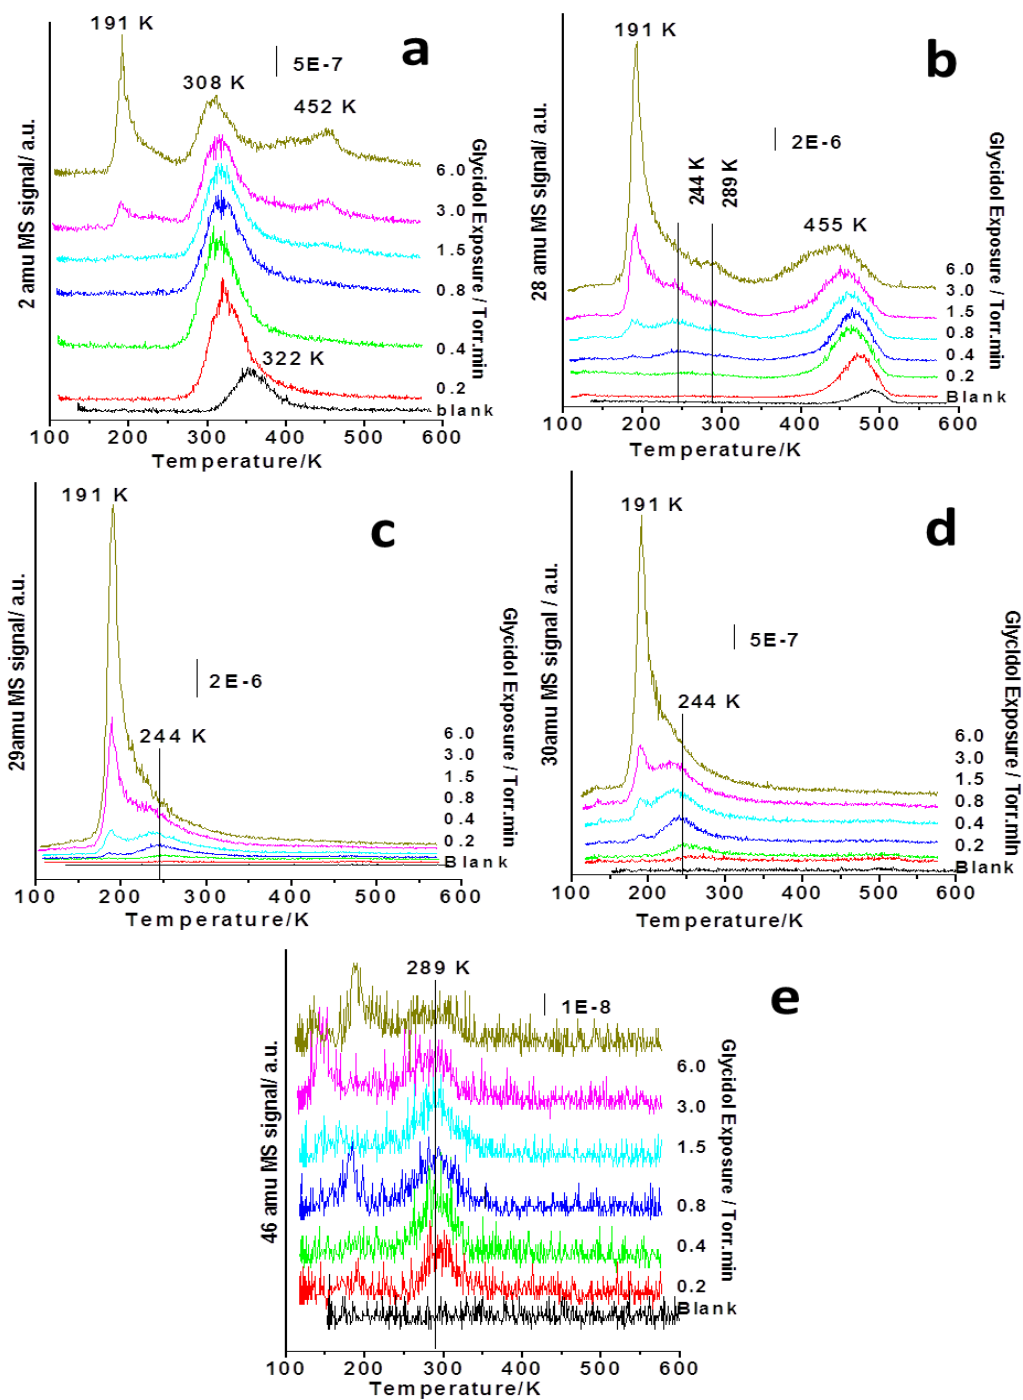 a
191 K
308 K
452 K
5E-7
322 K
2 amu MS signal/ a.u.
6.0
3.0
1.5
0.8
0.4
0.2
blank
Glycidol Exposure / Torr.min
100 200 300 400 500 600
Temperature/K
b
191 K
244 K
289 K
2E-6
455 K
28 amu MS signal/ a.u.
6.0
3.0
1.5
0.8
0.4
0.2
Blank
Glycidol Exposure / Torr.min
100 200 300 400 500 600
Temperature/K
c
191 K
2E-6
244 K
29amu MS signal/ a.u.
6.0
3.0
1.5
0.8
0.4
0.2
Blank
Glycidol Exposure / Torr.min
100 200 300 400 500 600
Temperature/K
d
191 K
5E-7
244 K
30amu MS signal / a.u.
6.0
3.0
1.5
0.8
0.4
0.2
Blank
Glycidol Exposure / Torr.min
100 200 300 400 500 600
Temperature/K
e
289 K
1E-8
46 amu MS signal/ a.u.
6.0
3.0
1.5
0.8
0.4
0.2
Blank
Glycidol Exposure / Torr.min
100 200 300 400 500 600
Temperature/K